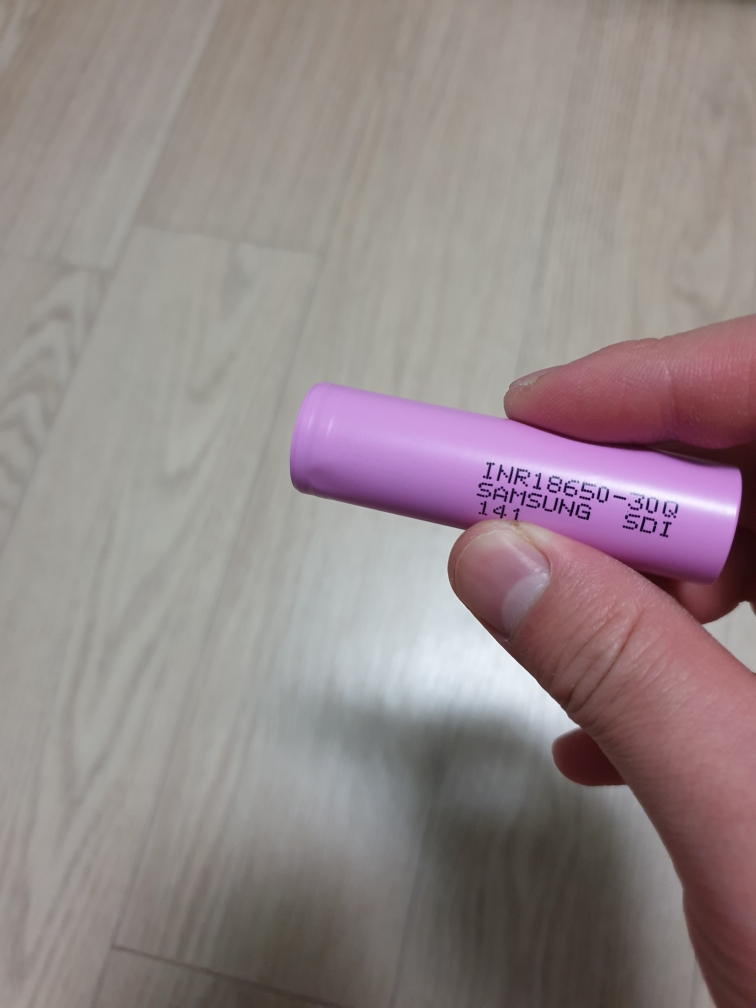 INR18650-30Q
SAMSUNG SDI
141